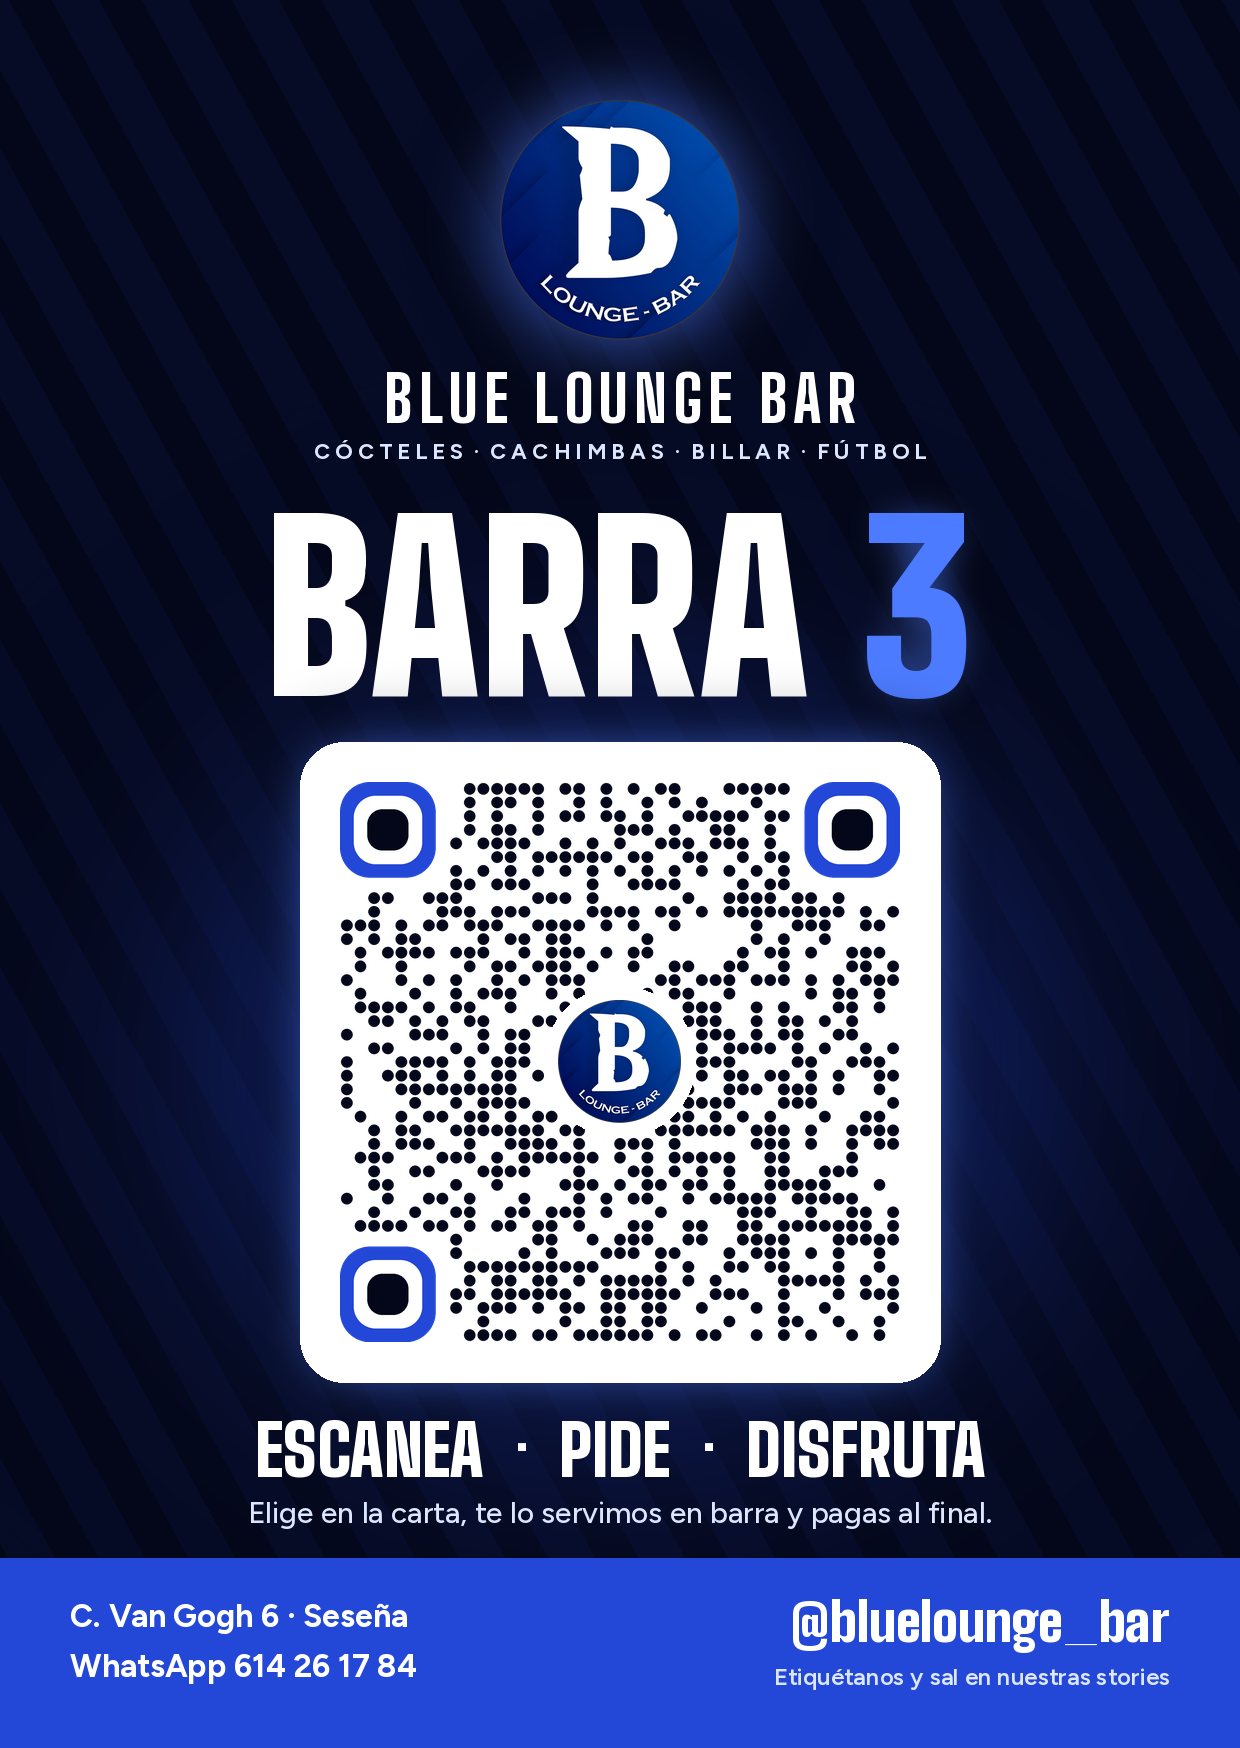 B
LOUNGE - BAR
BLUE LOUNGE BAR
CÓCTELES · CACHIMBAS · BILLAR · FÚTBOL
BARRA 3
B
LOUNGE - BAR
ESCANEA · PIDE · DISFRUTA
Elige en la carta, te lo servimos en barra y pagas al final.
C. Van Gogh 6 · Seseña
WhatsApp 614 26 17 84
@bluelounge_bar
Etiquétanos y sal en nuestras stories